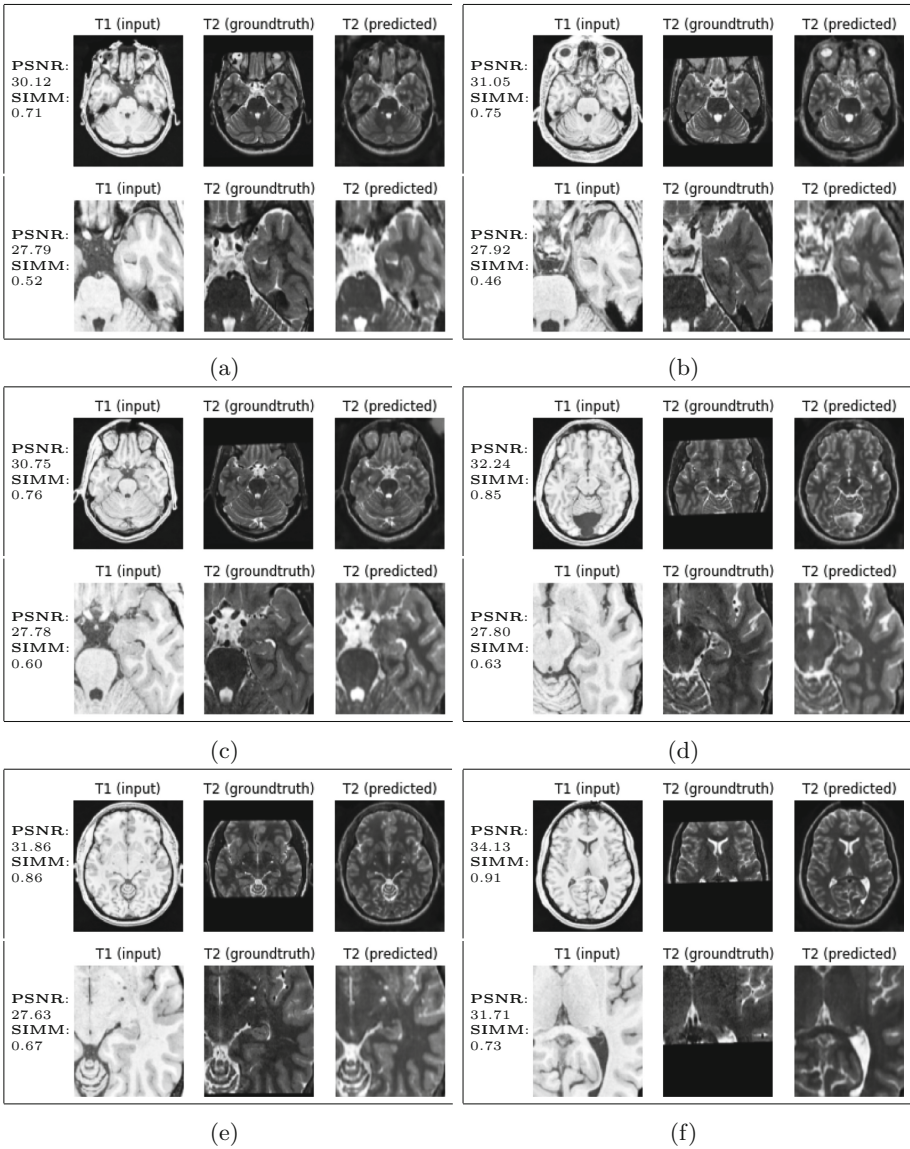 T1 (input) T2 (groundtruth) T2 (predicted)
PSNR:
30.12
SIMM:
0.71
T1 (input) T2 (groundtruth) T2 (predicted)
PSNR:
27.79
SIMM:
0.52
(a)
T1 (input) T2 (groundtruth) T2 (predicted)
PSNR:
31.05
SIMM:
0.75
T1 (input) T2 (groundtruth) T2 (predicted)
PSNR:
27.92
SIMM:
0.46
(b)
T1 (input) T2 (groundtruth) T2 (predicted)
PSNR:
30.75
SIMM:
0.76
T1 (input) T2 (groundtruth) T2 (predicted)
PSNR:
27.78
SIMM:
0.60
(c)
T1 (input) T2 (groundtruth) T2 (predicted)
PSNR:
32.24
SIMM:
0.85
T1 (input) T2 (groundtruth) T2 (predicted)
PSNR:
27.80
SIMM:
0.63
(d)
T1 (input) T2 (groundtruth) T2 (predicted)
PSNR:
31.86
SIMM:
0.86
T1 (input) T2 (groundtruth) T2 (predicted)
PSNR:
27.63
SIMM:
0.67
(e)
T1 (input) T2 (groundtruth) T2 (predicted)
PSNR:
34.13
SIMM:
0.91
T1 (input) T2 (groundtruth) T2 (predicted)
PSNR:
31.71
SIMM:
0.73
(f)